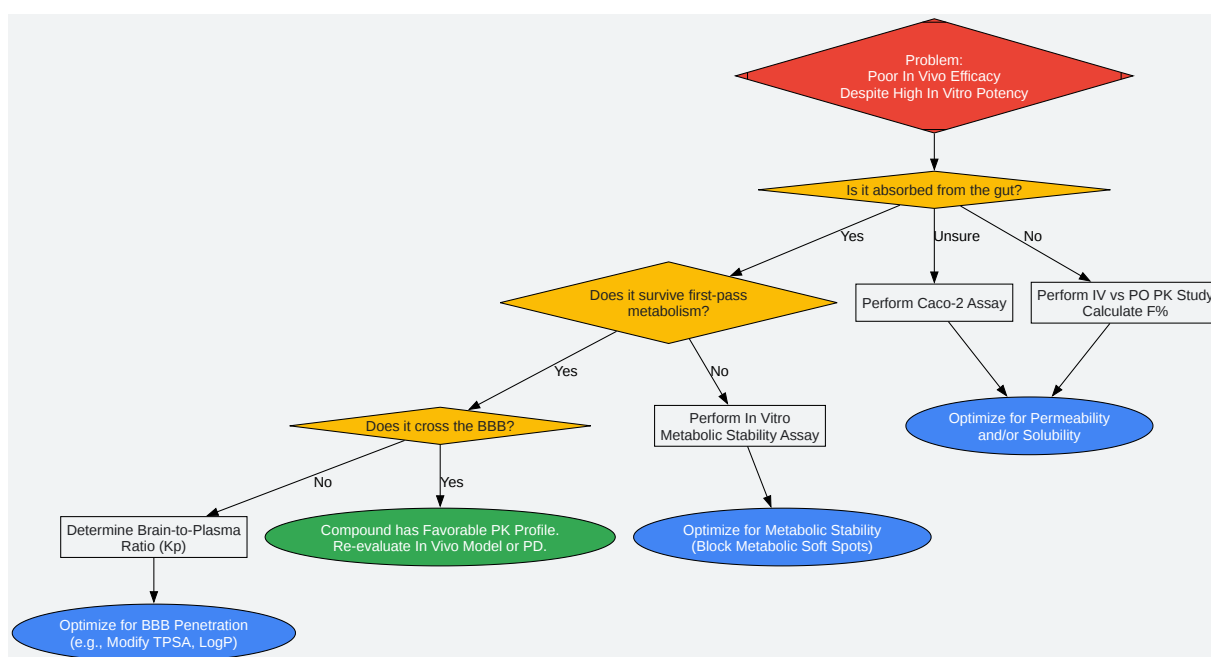 Problem:
Poor In Vivo Efficacy
Despite High In Vitro Potency
Is it absorbed from the gut?
Yes
Unsure
No
Does it survive first-pass
metabolism?
Perform Caco-2 Assay
Perform IV vs PO PK Study
Calculate F%
Yes
No
Does it cross the BBB?
Perform In Vitro
Metabolic Stability Assay
Optimize for Permeability
and/or Solubility
No
Yes
Determine Brain-to-Plasma
Ratio (Kp)
Compound has Favorable PK Profile.
Re-evaluate In Vivo Model or PD.
Optimize for Metabolic Stability
(Block Metabolic Soft Spots)
Optimize for BBB Penetration
(e.g., Modify TPSA, LogP)